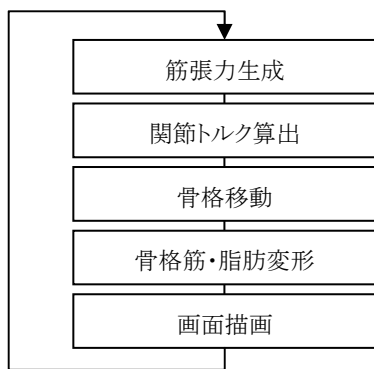 筋張力生成
関節トルク算出
骨格移動
骨格筋・脂肪変形
画面描画